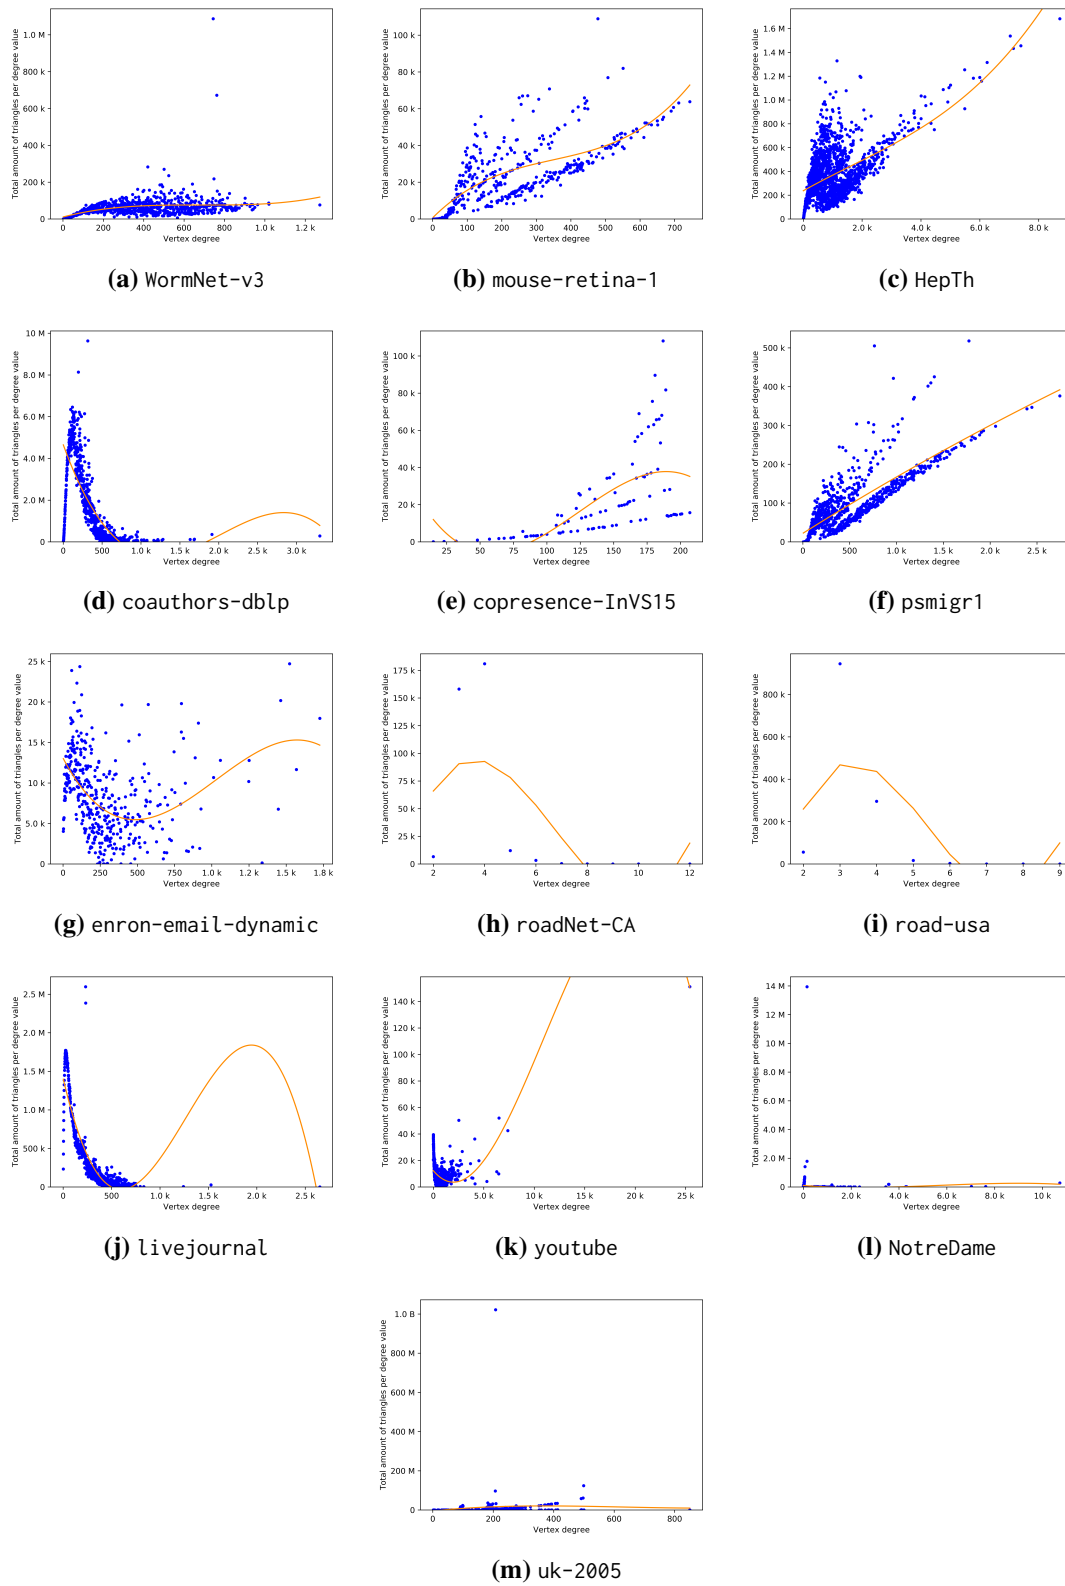 Total amount of triangles per degree value
1.0 M
800 k
600 k
400 k
200 k
0
0 200 400 600 800 1.0 k 1.2 k
Vertex degree
(a) WormNet-v3
Total amount of triangles per degree value
100 k
80 k
60 k
40 k
20 k
0
0 100 200 300 400 500 600 700
Vertex degree
(b) mouse-retina-1
Total amount of triangles per degree value
1.6 M
1.4 M
1.2 M
1.0 M
800 k
600 k
400 k
200 k
0
0 2.0 k 4.0 k 6.0 k 8.0 k
Vertex degree
(c) HepTh
Total amount of triangles per degree value
10 M
8.0 M
6.0 M
4.0 M
2.0 M
0
0 500 1.0 k 1.5 k 2.0 k 2.5 k 3.0 k
Vertex degree
(d) coauthors-dblp
Total amount of triangles per degree value
100 k
80 k
60 k
40 k
20 k
0
25 50 75 100 125 150 175 200
Vertex degree
(e) copresence-InVS15
Total amount of triangles per degree value
500 k
400 k
300 k
200 k
100 k
0
0 500 1.0 k 1.5 k 2.0 k 2.5 k
Vertex degree
(f) psmigr1
Total amount of triangles per degree value
25 k
20 k
15 k
10 k
5.0 k
0
0 250 500 750 1.0 k 1.2 k 1.5 k 1.8 k
Vertex degree
(g) enron-email-dynamic
Total amount of triangles per degree value
175 k
150 k
125 k
100 k
75 k
50 k
25 k
0
2 4 6 8 10 12
Vertex degree
(h) roadNet-CA
Total amount of triangles per degree value
800 k
600 k
400 k
200 k
0
2 3 4 5 6 7 8 9
Vertex degree
(i) road-usa
Total amount of triangles per degree value
2.5 M
2.0 M
1.5 M
1.0 M
500 k
0
0 500 1.0 k 1.5 k 2.0 k 2.5 k
Vertex degree
(j) livejournal
Total amount of triangles per degree value
140 k
120 k
100 k
80 k
60 k
40 k
20 k
0
0 5.0 k 10 k 15 k 20 k 25 k
Vertex degree
(k) youtube
Total amount of triangles per degree value
14 M
12 M
10 M
8.0 M
6.0 M
4.0 M
2.0 M
0
0 2.0 k 4.0 k 6.0 k 8.0 k 10 k
Vertex degree
(l) NotreDame
Total amount of triangles per degree value
1.0 B
800 M
600 M
400 M
200 M
0
0 200 400 600 800
Vertex degree
(m) uk-2005